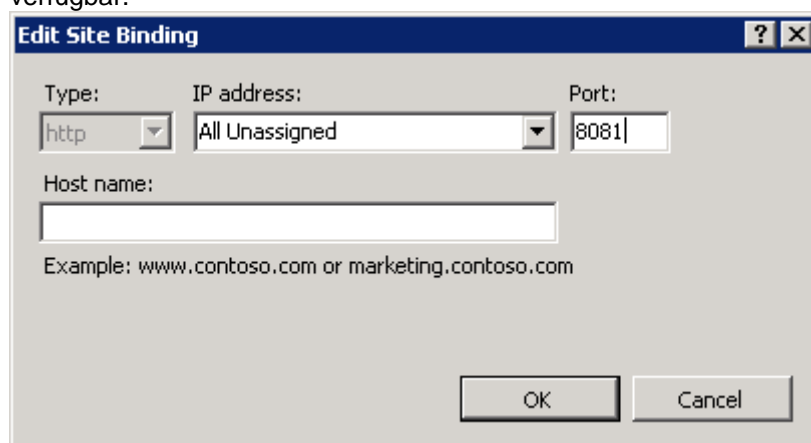 verfügbar.
Edit Site Binding
Type: IP address: Port:
http All Unassigned 8081
Host name:
Example: www.contoso.com or marketing.contoso.com
OK Cancel